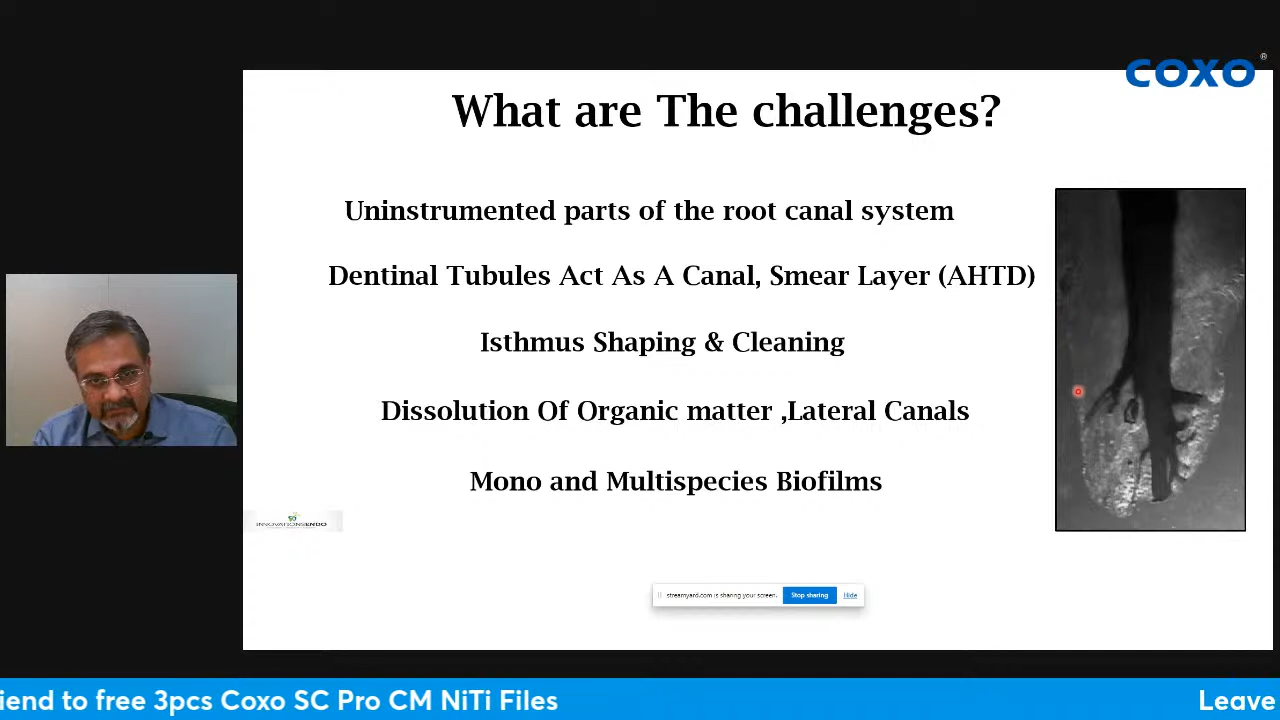 COXO®
What are The challenges?
Uninstrumented parts of the root canal system
Dentinal Tubules Act As A Canal, Smear Layer (AHTD)
Isthmus Shaping & Cleaning
Dissolution Of Organic matter ,Lateral Canals
Mono and Multispecies Biofilms
INNOVATIONSENDO
streamyard.com is sharing your screen. Stop sharing Hide
iend to free 3pcs Coxo SC Pro CM NiTi Files Leave